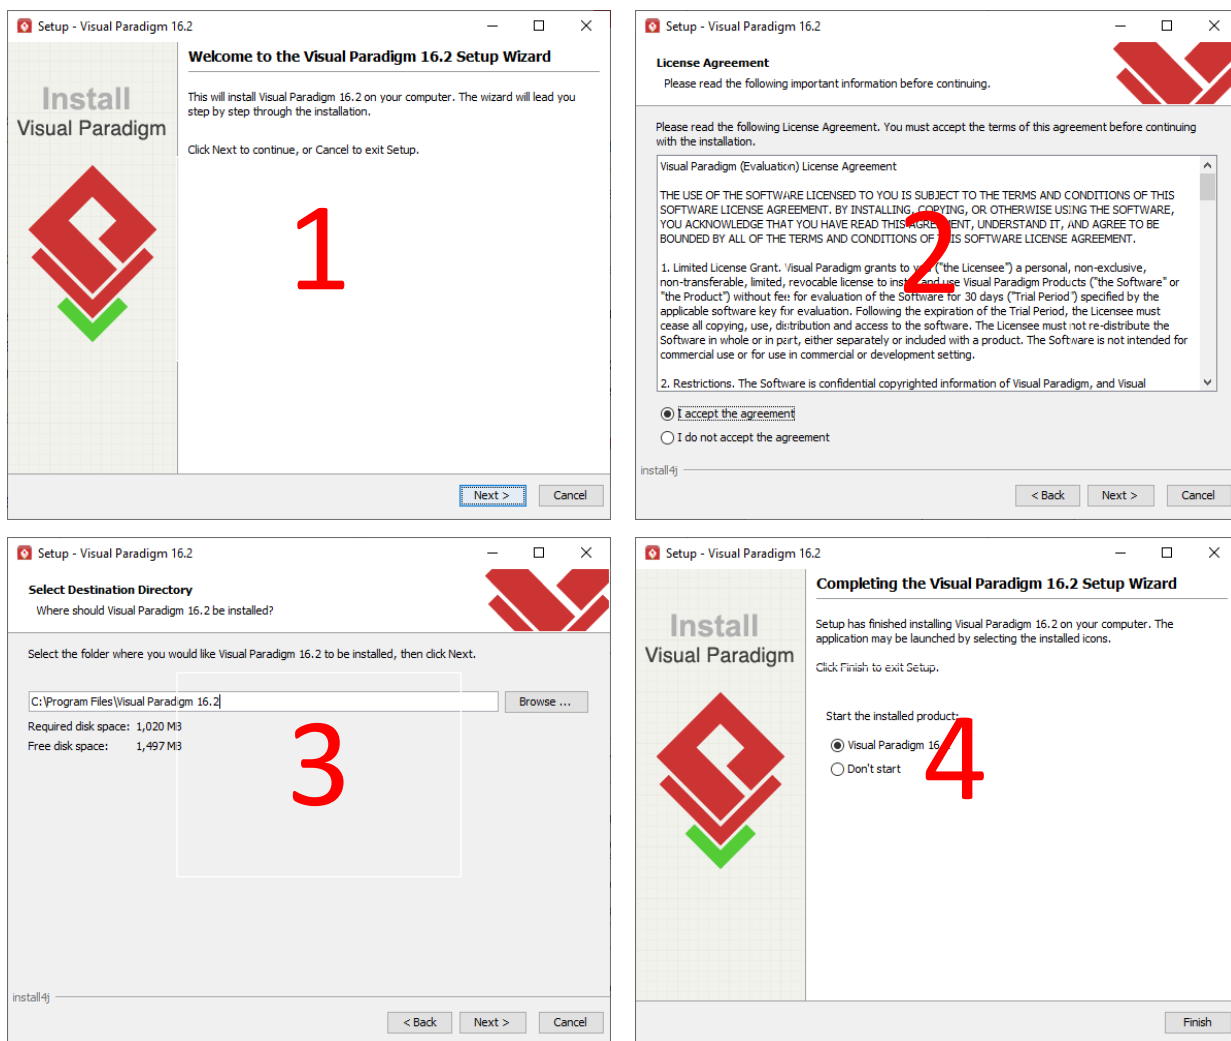 Setup - Visual Paradigm 16.2
Welcome to the Visual Paradigm 16.2 Setup Wizard
Install
Visual Paradigm
This will install Visual Paradigm 16.2 on your computer. The wizard will lead you
step by step through the installation.
Click Next to continue, or Cancel to exit Setup.
1
Next >
Cancel
Setup - Visual Paradigm 16.2
License Agreement
Please read the following important information before continuing.
Please read the following License Agreement. You must accept the terms of this agreement before continuing
with the installation.
Visual Paradigm (Evaluation) License Agreement
THE USE OF THE SOFTWARE LICENSED TO YOU IS SUBJECT TO THE TERMS AND CONDITIONS OF THIS
SOFTWARE LICENSE AGREEMENT. BY INSTALLING, COPYING, OR OTHERWISE USING THE SOFTWARE,
YOU ACKNOWLEDGE THAT YOU HAVE READ THIS AGREEMENT, UNDERSTAND IT, AND AGREE TO BE
BOUNDED BY ALL OF THE TERMS AND CONDITIONS OF THIS SOFTWARE LICENSE AGREEMENT.
1. Limited License Grant. Visual Paradigm grants to you ("the Licensee") a personal, non-exclusive,
non-transferable, limited, revocable license to install and use Visual Paradigm Products ("the Software" or
"the Product") without fee for evaluation of the Software for 30 days ("Trial Period") specified by the
applicable software key for evaluation. Following the expiration of the Trial Period, the Licensee must
cease all copying, use, distribution and access to the software. The Licensee must not re-distribute the
Software in whole or in part, either separately or included with a product. The Software is not intended for
commercial use or for use in commercial or development setting.
2. Restrictions. The Software is confidential copyrighted information of Visual Paradigm, and Visual
2
I accept the agreement
I do not accept the agreement
install4j
< Back
Next >
Cancel
Setup - Visual Paradigm 16.2
Select Destination Directory
Where should Visual Paradigm 16.2 be installed?
Select the folder where you would like Visual Paradigm 16.2 to be installed, then click Next.
C:\Program Files\Visual Paradigm 16.2
Browse ...
Required disk space: 1,020 MB
Free disk space: 1,497 MB
3
install4j
< Back
Next >
Cancel
Setup - Visual Paradigm 16.2
Completing the Visual Paradigm 16.2 Setup Wizard
Install
Visual Paradigm
Setup has finished installing Visual Paradigm 16.2 on your computer. The
application may be launched by selecting the installed icons.
Click Finish to exit Setup.
Start the installed product:
Visual Paradigm 16.2
Don't start
4
Finish